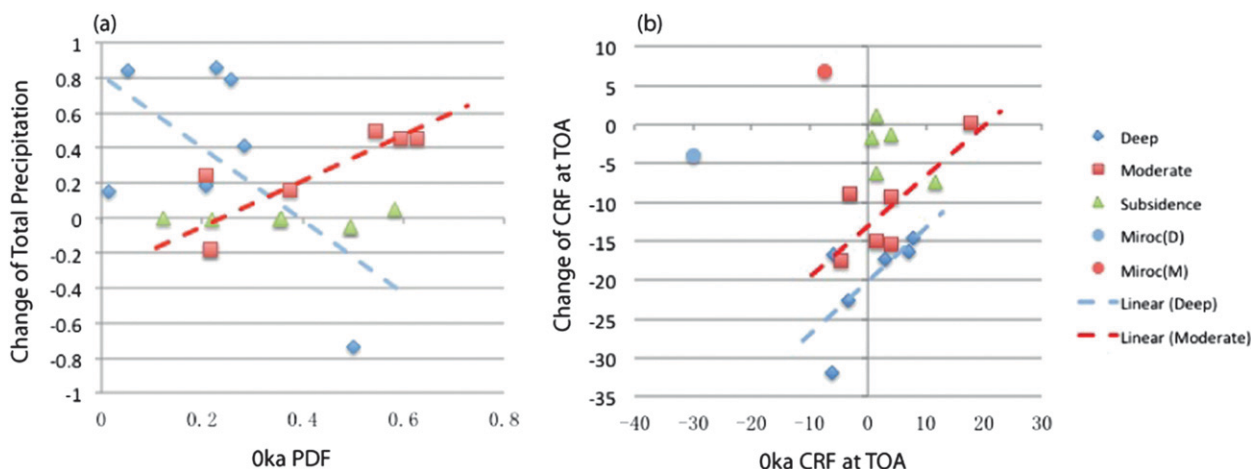 (a)
1
0.8
0.6
0.4
0.2
0
-0.2
-0.4
-0.6
-0.8
-1
0 0.2 0.4 0.6 0.8
Change of Total Precipitation
0ka PDF
(b)
10
5
0
-5
-10
-15
-20
-25
-30
-35
-40 -30 -20 -10 0 10 20 30
Change of CRF at TOA
0ka CRF at TOA
Deep
Moderate
Subsidence
Miroc(D)
Miroc(M)
Linear (Deep)
Linear (Moderate)